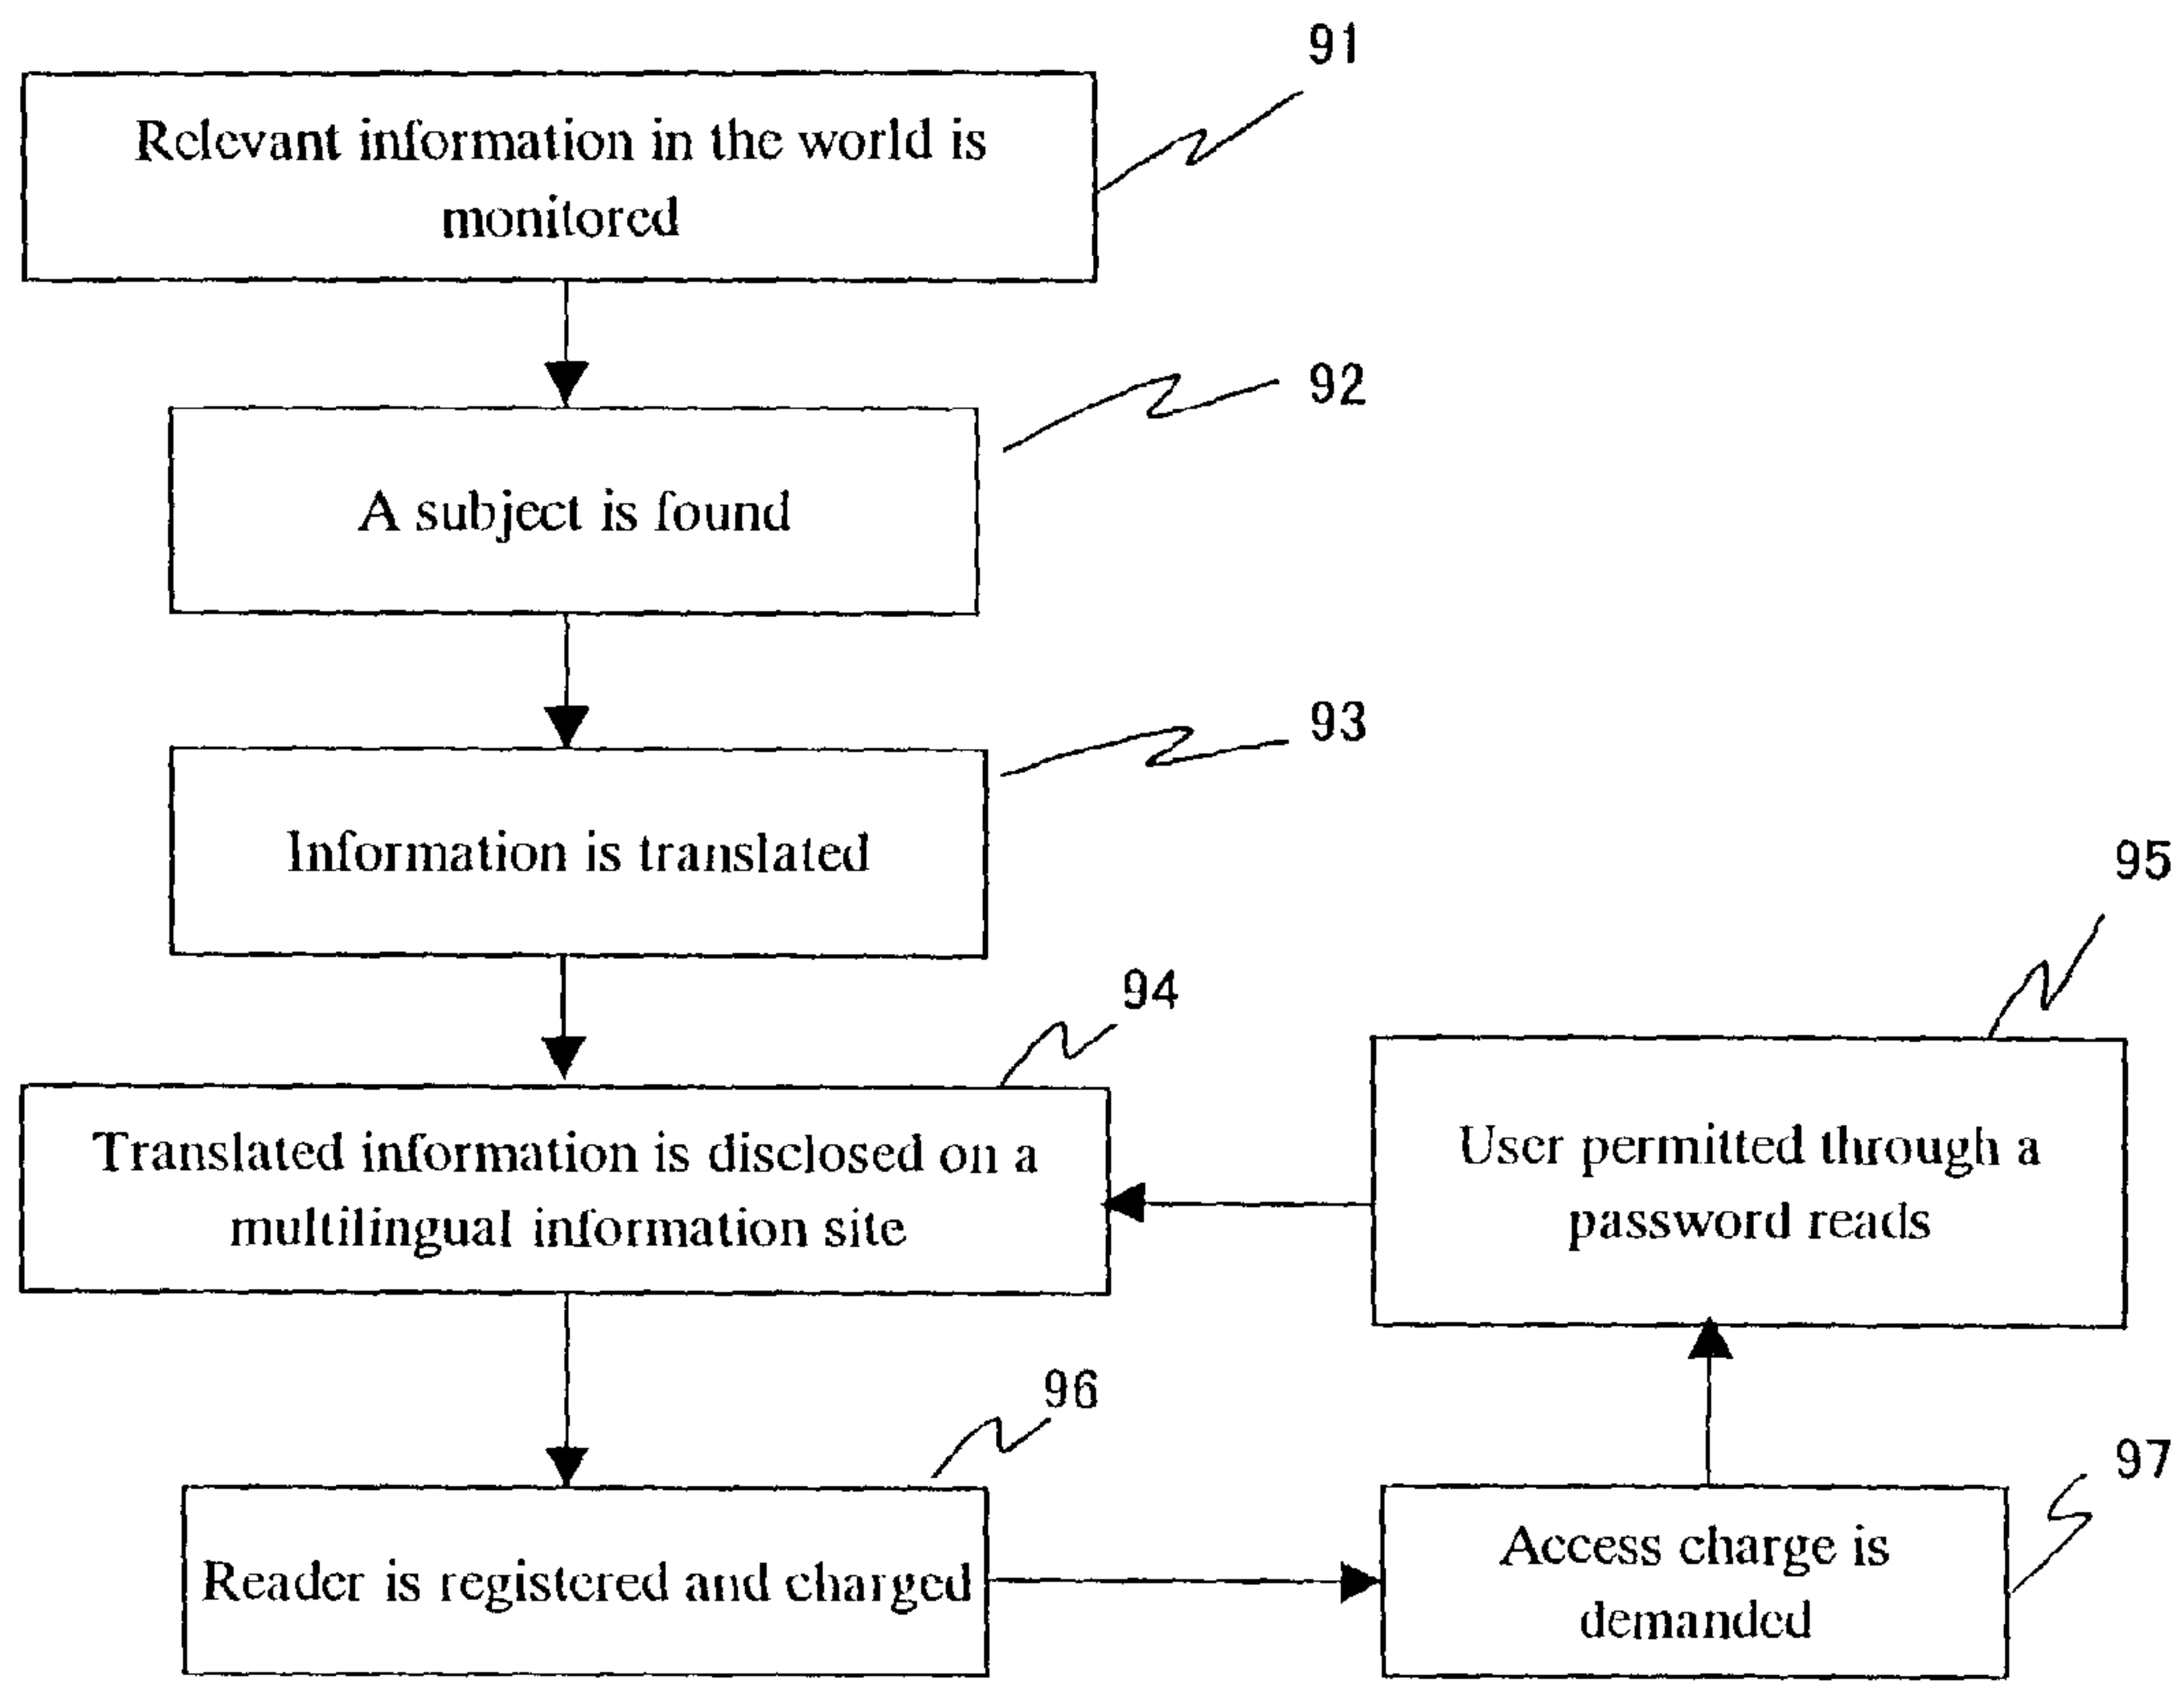 91
Relevant information in the world is
monitored
92
A subject is found
93
Information is translated
94
Translated information is disclosed on a
multilingual information site
95
User permitted through a
password reads
96
Reader is registered and charged
97
Access charge is
demanded